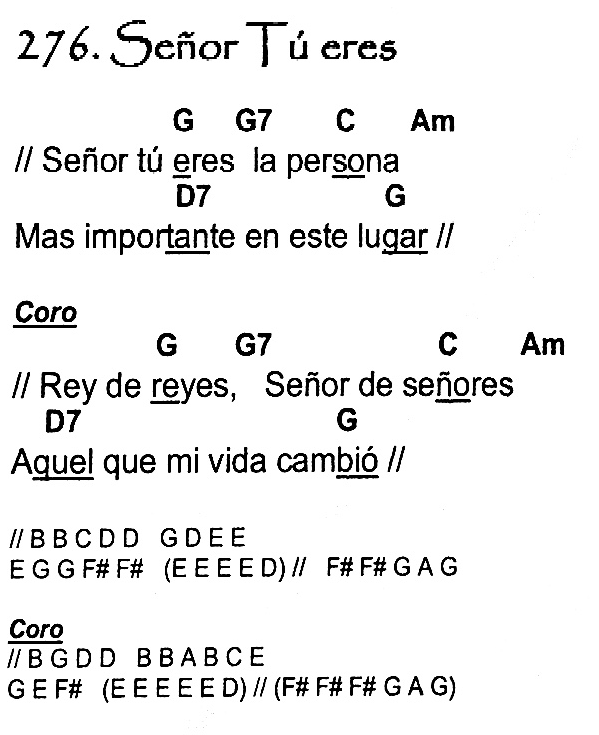 276. Señor Tú eres
G G7 C Am
// Señor tú eres la persona
D7 G
Mas importante en este lugar //
Coro
G G7 C Am
// Rey de reyes, Señor de señores
D7 G
Aquel que mi vida cambió //
// B B C D D G D E E
E G G F# F# (E E E E D) // F# F# G A G
Coro
// B G D D B B A B C E
G E F# (E E E E E D) // (F# F# F# G A G)